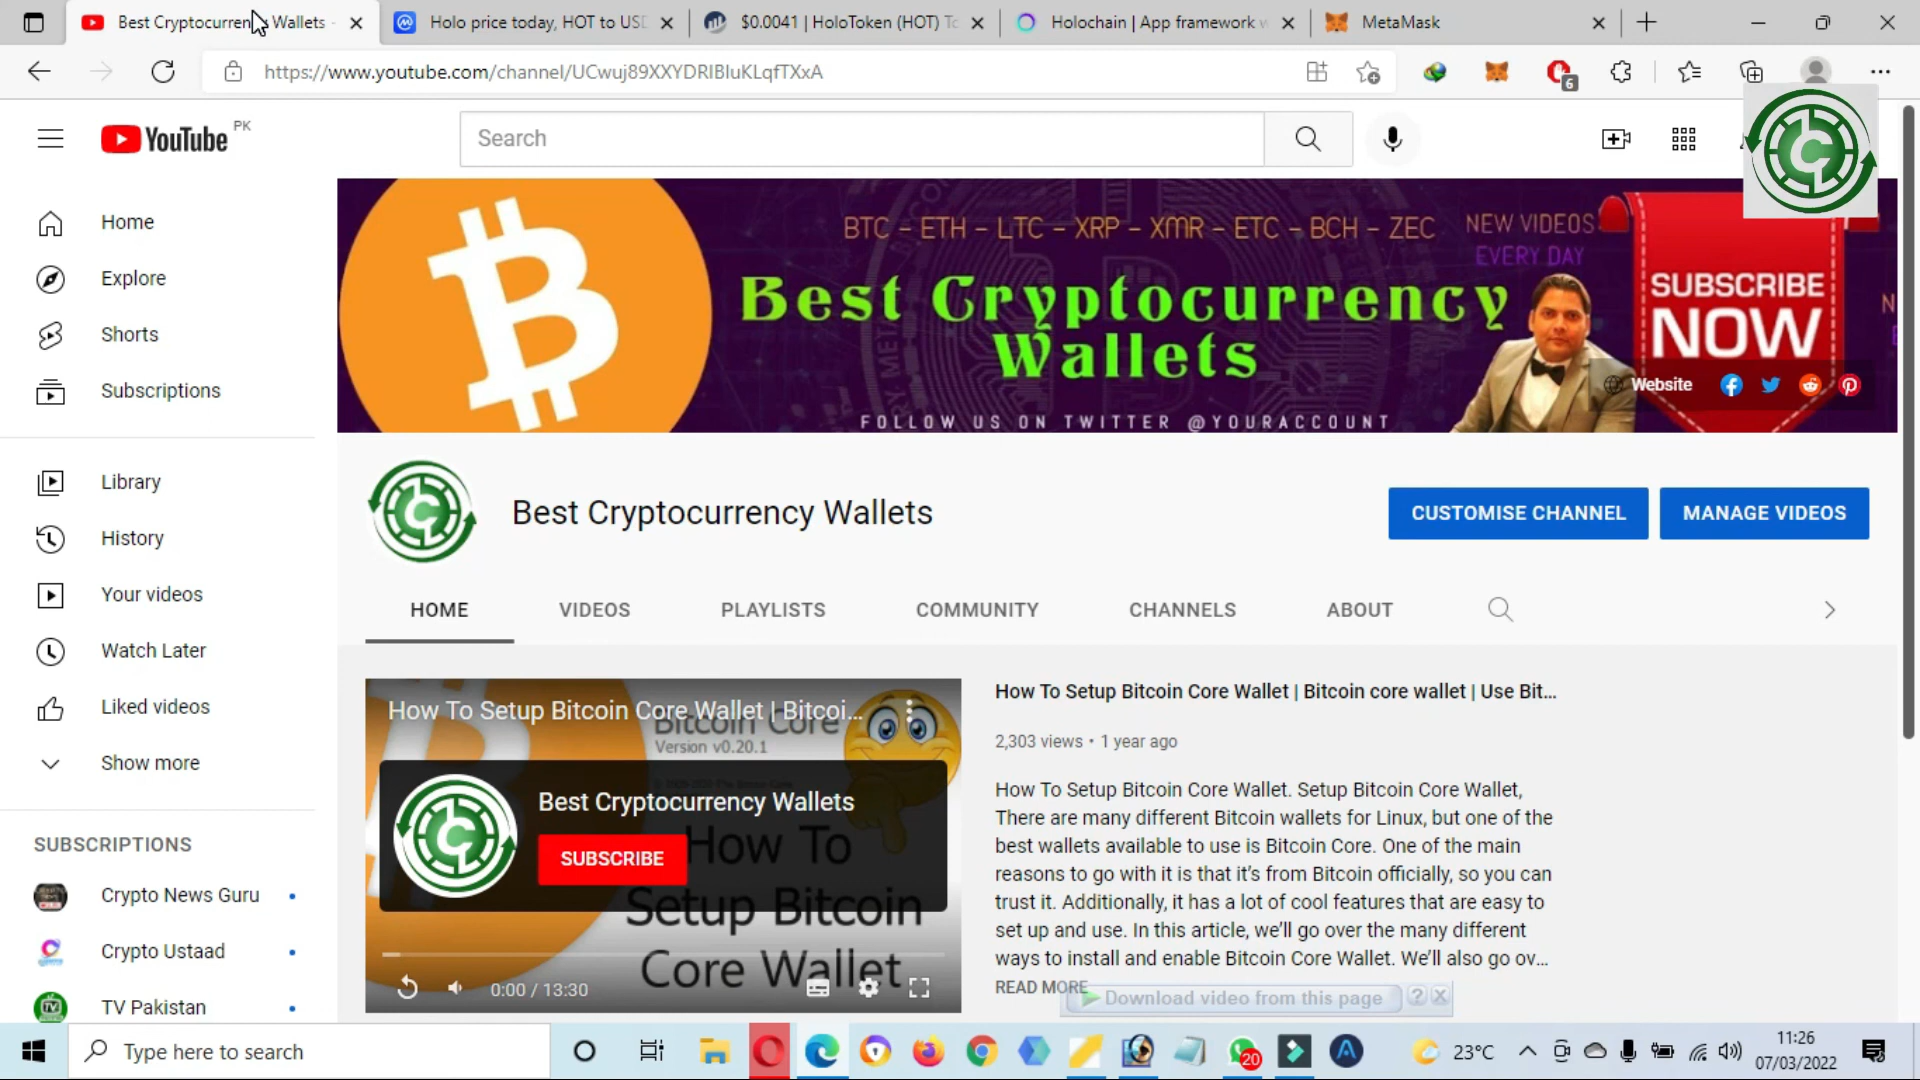 Best Cryptocurrency Wallets -
Holo price today, HOT to USD
$0.0041 | HoloToken (HOT) To
Holochain | App framework w
MetaMask
https://www.youtube.com/channel/UCwuj89XXYDRIBIuKLqfTXxA
6
YouTube PK
Search
BTC - ETH - LTC - XRP - XMR - ETC - BCH - ZEC
NEW VIDEOS
EVERY DAY
Best Cryptocurrency
Wallets
SUBSCRIBE
NOW
Website
FOLLOW US ON TWITTER @YOURACCOUNT
Home
Explore
Shorts
Subscriptions
Library
History
Your videos
Watch Later
Liked videos
Show more
SUBSCRIPTIONS
Crypto News Guru
Crypto Ustaad
TV Pakistan
Best Cryptocurrency Wallets
CUSTOMISE CHANNEL
MANAGE VIDEOS
HOME
VIDEOS
PLAYLISTS
COMMUNITY
CHANNELS
ABOUT
How To Setup Bitcoin Core Wallet | Bitcoi...
Bitcoin Core
Version v0.20.1
Best Cryptocurrency Wallets
SUBSCRIBE
How To
Setup Bitcoin
Core Wallet
0:00 / 13:30
How To Setup Bitcoin Core Wallet | Bitcoin core wallet | Use Bit...
2,303 views • 1 year ago
How To Setup Bitcoin Core Wallet. Setup Bitcoin Core Wallet,
There are many different Bitcoin wallets for Linux, but one of the
best wallets available to use is Bitcoin Core. One of the main
reasons to go with it is that it's from Bitcoin officially, so you can
trust it. Additionally, it has a lot of cool features that are easy to
set up and use. In this article, we'll go over the many different
ways to install and enable Bitcoin Core Wallet. We'll also go ov...
READ MORE
Download video from this page
Type here to search
20
23°C
11:26
07/03/2022